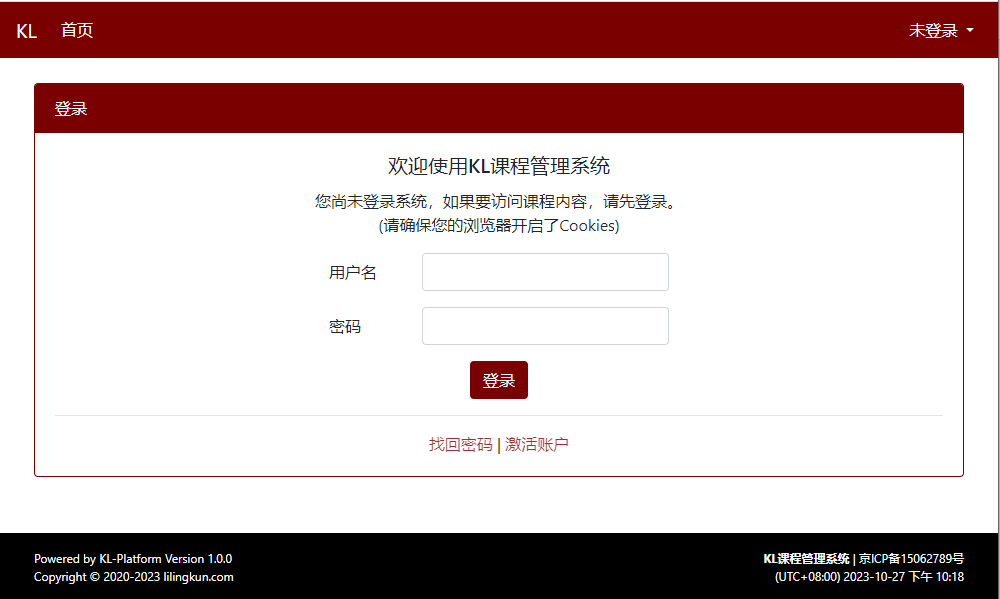 KL 首页 未登录
登录
欢迎使用KL课程管理系统
您尚未登录系统，如果要访问课程内容，请先登录。
(请确保您的浏览器开启了Cookies)
用户名
密码
登录
找回密码 | 激活账户
Powered by KL-Platform Version 1.0.0
Copyright © 2020-2023 lilingkun.com
KL课程管理系统 | 京ICP备15062789号
(UTC+08:00) 2023-10-27 下午 10:18